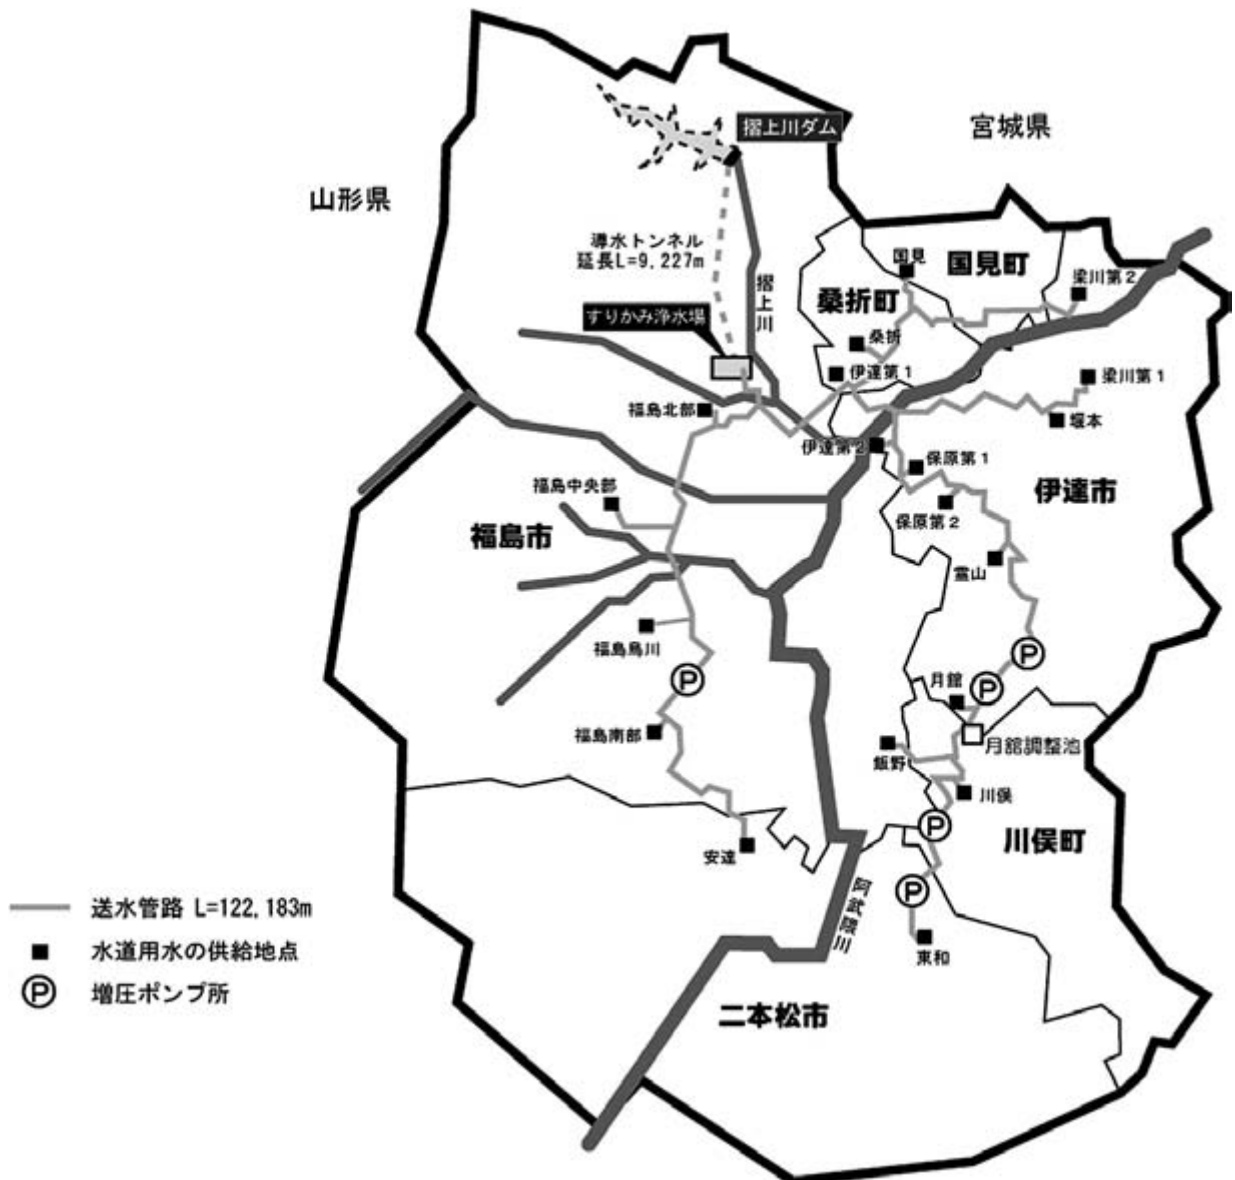 宮城県
摺上川ダム
山形県
導水トンネル
延長L=9,227m
摺上川
国見
国見町
梁川第2
桑折町
すりかみ浄水場
桑折
伊達第1
梁川第1
福島北部
堰本
伊達第2
保原第1
福島中央部
伊達市
保原第2
福島市
霊山
福島烏川
P
P
P
月舘
福島南部
月舘調整池
飯野
川俣
P
川俣町
安達
P
阿武隈川
東和
二本松市
送水管路 L=122,183m
水道用水の供給地点
P 増圧ポンプ所